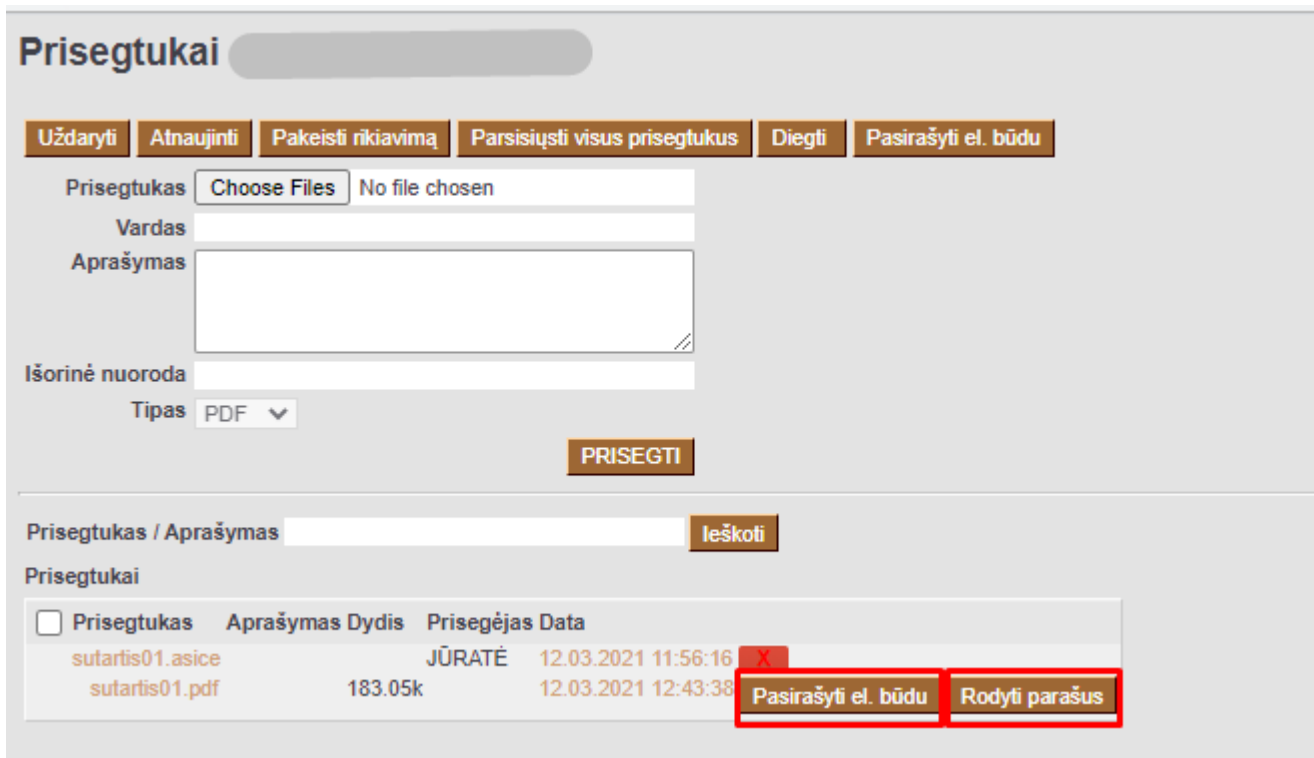 Prisegtukai
Uždaryti Atnaujinti Pakeisti rikiavimą Parsisiųsti visus prisegtukus Diegti Pasirašyti el. būdu
Prisegtukas Choose Files No file chosen
Vardas
Aprašymas
Išorinė nuoroda
Tipas PDF
PRISEGTI
Prisegtukas / Aprašymas Ieškoti
Prisegtukai
Prisegtukas Aprašymas Dydis Prisegėjas Data
sutartis01.asice JŪRATĖ 12.03.2021 11:56:16 X
sutartis01.pdf 183.05k 12.03.2021 12:43:38 Pasirašyti el. būdu Rodyti parašus